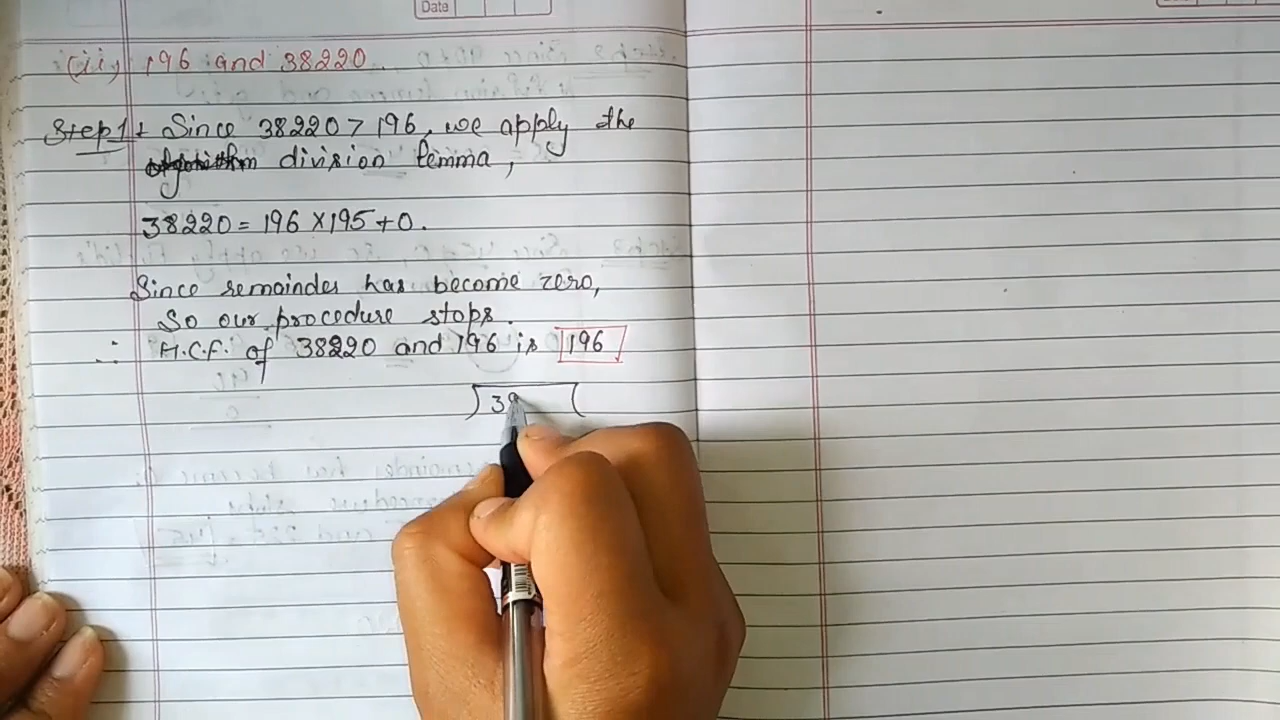 Date
(ii) 196 and 38220.
Step 1 + Since 38220 > 196, we apply the
division lemma,
38220 = 196 × 195 + 0.
Since remainder has become zero,
So our procedure stops.
∴ H.C.F. of 38220 and 196 is 196
38